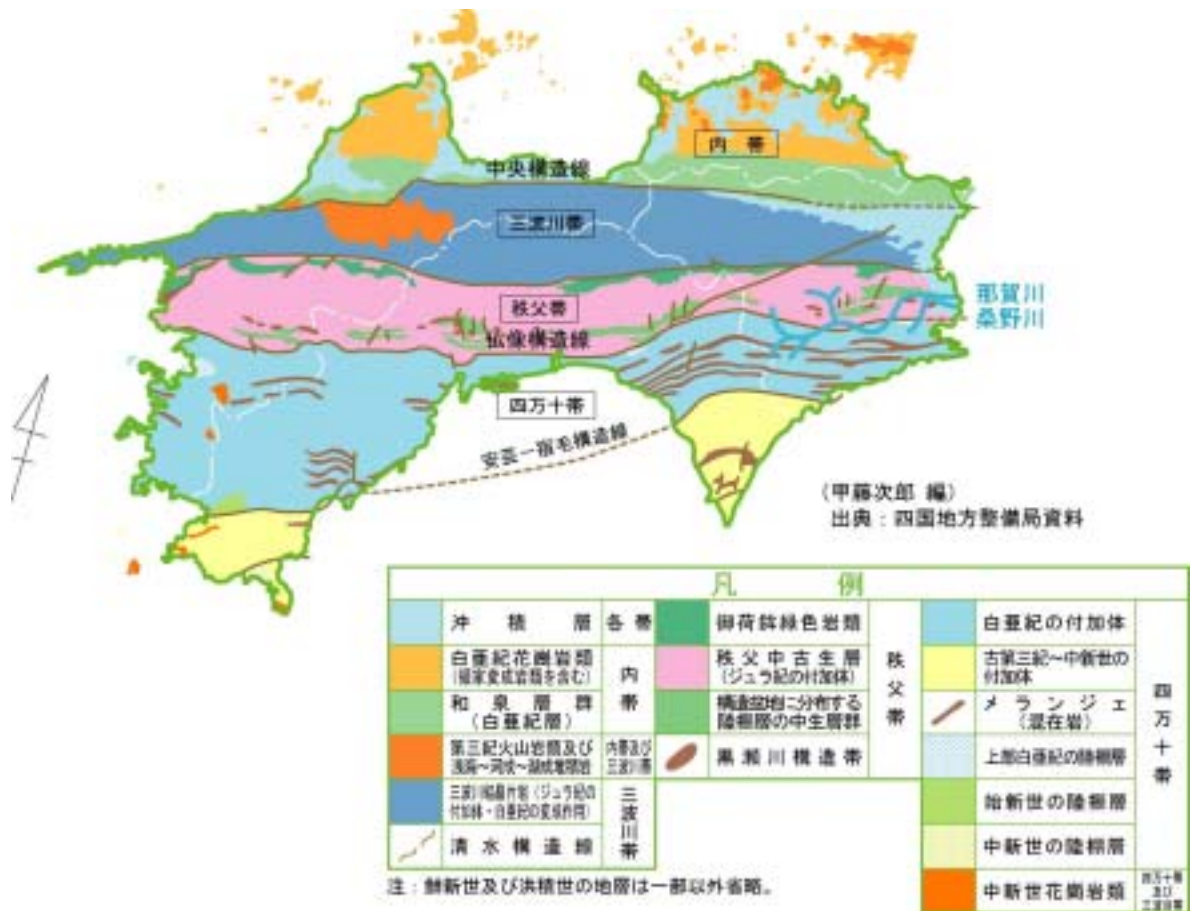 内帯
中央構造線
三波川帯
那賀川
桑野川
秩父帯
仏像構造線
四万十帯
安芸－宿毛構造線
（甲藤次郎 編）
出典：四国地方整備局資料
凡 例
沖積層
各帯
白亜紀花崗岩類
（領家変成岩類を含む）
和泉層群
（白亜紀層）
内帯
第三紀火山岩類及び
内帯及び
三波川帯
三波川結晶片岩（ジュラ紀の
付加体・白亜紀の変成作用）
清水構造線
三波川帯
御荷鉾緑色岩類
秩父中古生層
（ジュラ紀の付加体）
構造盆地に分布する
陸棚層の中生層群
黒瀬川構造帯
秩父帯
白亜紀の付加体
古第三紀～中新世の
付加体
メランジェ
（混在岩）
上部白亜紀の陸棚層
始新世の陸棚層
中新世の陸棚層
四万十帯
中新世花崗岩類
四万十帯
及び
三波川帯
注：鮮新世及び洪積世の地層は一部以外省略。